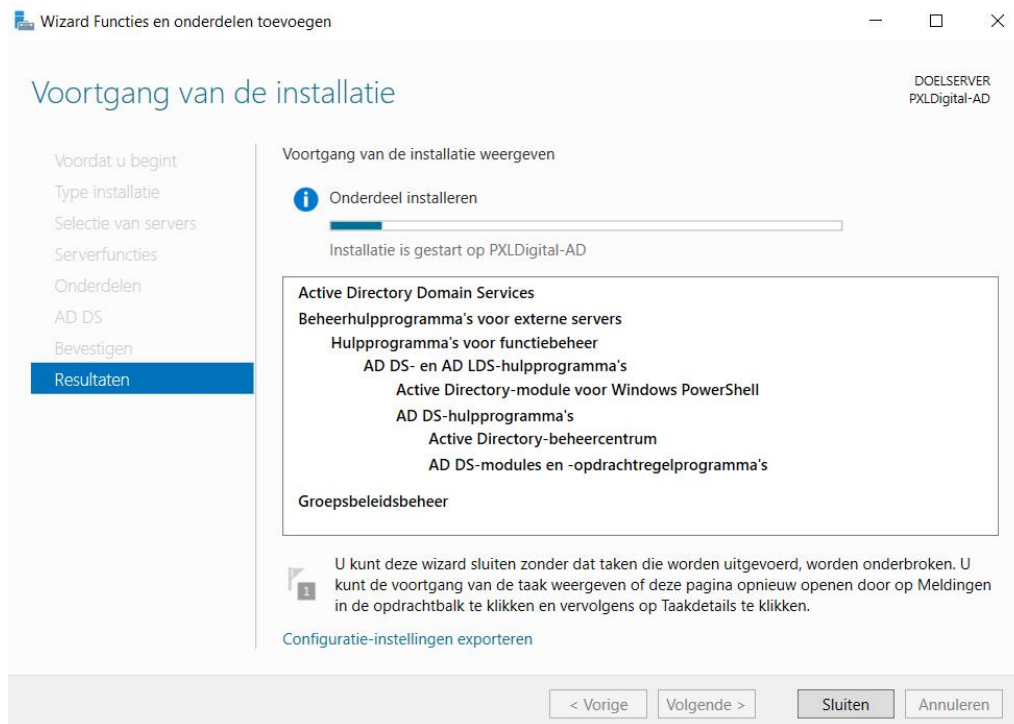 Wizard Functies en onderdelen toevoegen
Voortgang van de installatie
DOELSERVER
PXLDigital-AD
Voordat u begint
Type installatie
Selectie van servers
Serverfuncties
Onderdelen
AD DS
Bevestigen
Resultaten
Voortgang van de installatie weergeven
Onderdeel installeren
Installatie is gestart op PXLDigital-AD
Active Directory Domain Services
Beheerhulpprogramma's voor externe servers
Hulpprogramma's voor functiebeheer
AD DS- en AD LDS-hulpprogramma's
Active Directory-module voor Windows PowerShell
AD DS-hulpprogramma's
Active Directory-beheercentrum
AD DS-modules en -opdrachtregelprogramma's
Groepsbeleidsbeheer
1
U kunt deze wizard sluiten zonder dat taken die worden uitgevoerd, worden onderbroken. U
kunt de voortgang van de taak weergeven of deze pagina opnieuw openen door op Meldingen
in de opdrachtbalk te klikken en vervolgens op Taakdetails te klikken.
Configuratie-instellingen exporteren
< Vorige
Volgende >
Sluiten
Annuleren